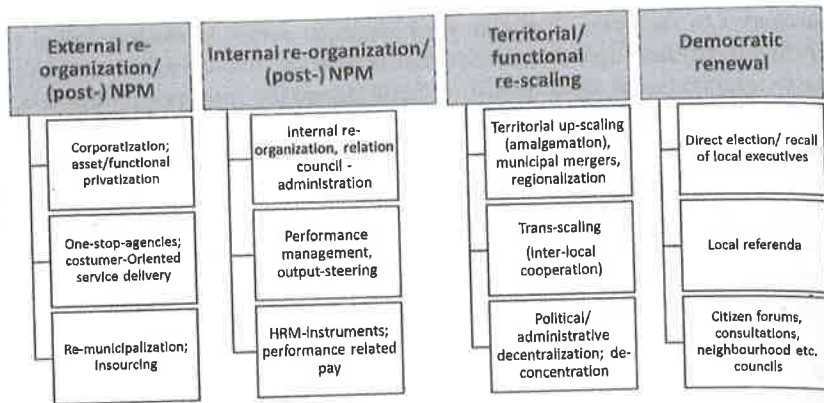 External re-
organization/
(post-) NPM
Corporatization;
asset/functional
privatization
One-stop-agencies;
costumer-Oriented
service delivery
Re-municipalization;
insourcing
Internal re-organization/
(post-) NPM
Internal re-
organization, relation
council -
administration
Performance
management,
output-steering
HRM-instruments;
performance related
pay
Territorial/
functional
re-scaling
Territorial up-scaling
(amalgamation),
municipal mergers,
regionalization
Trans-scaling
(inter-local
cooperation)
Political/
administrative
decentralization; de-
concentration
Democratic
renewal
Direct election/ recall
of local executives
Local referenda
Citizen forums,
consultations,
neighbourhood etc.
councils